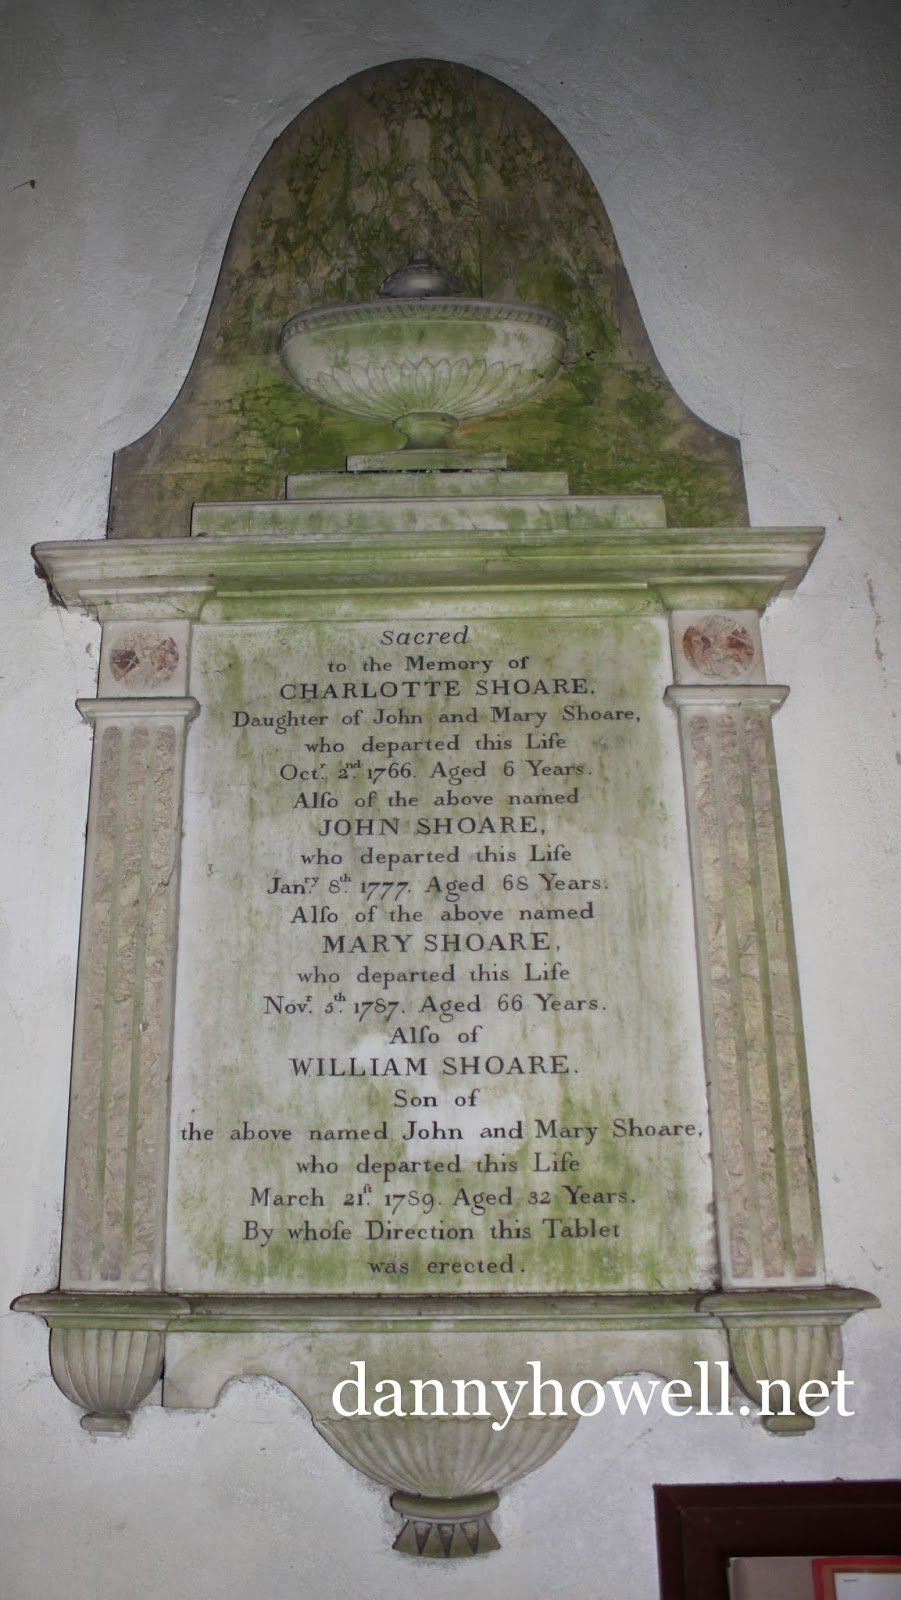 Sacred
to the Memory of
CHARLOTTE SHOARE.
Daughter of John and Mary Shoare,
who departed this Life
Octr. 2nd. 1766. Aged 6 Years.
Alſo of the above named
JOHN SHOARE,
who departed this Life
Janry. 8th. 1777. Aged 68 Years.
Alſo of the above named
MARY SHOARE,
who departed this Life
Novr. 5th. 1787. Aged 66 Years.
Alſo of
WILLIAM SHOARE.
Son of
the above named John and Mary Shoare,
who departed this Life
March 21ſt. 1789. Aged 32 Years.
By whoſe Direction this Tablet
was erected.
dannyhowell.net